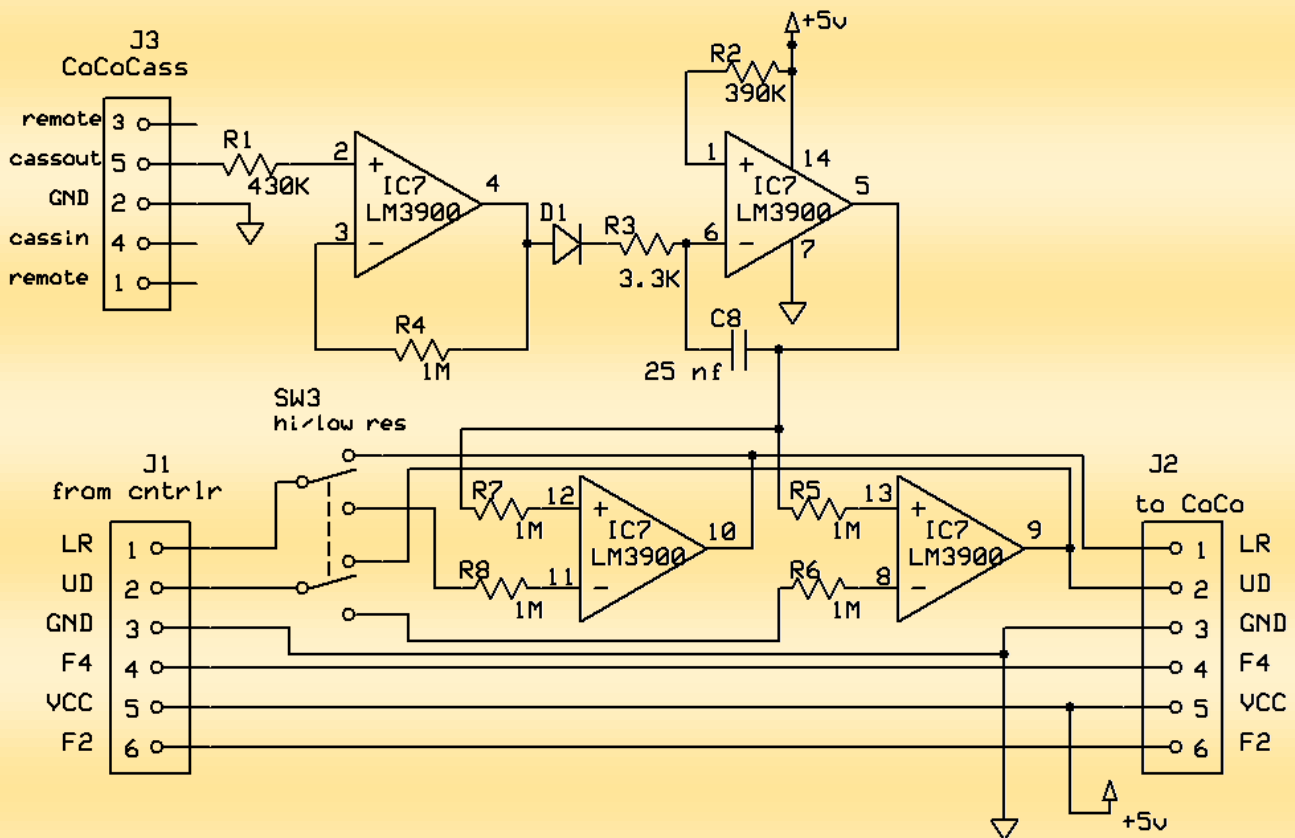 J3
CoCoCass
remote 3
cassout 5
GND 2
cassin 4
remote 1
R1
430K
2
+
IC7
LM3900
4
3
-
R4
1M
D1
R3
3.3K
R2
390K
+5v
1
+
14
IC7
LM3900
5
6
-
7
C8
25 nf
SW3
hi/low res
J1
from cntrlr
LR 1
UD 2
GND 3
F4 4
VCC 5
F2 6
R7
1M
12
+
IC7
LM3900
10
R8
1M
11
-
R5
1M
13
+
IC7
LM3900
9
R6
1M
8
-
J2
to CoCo
1 LR
2 UD
3 GND
4 F4
5 VCC
6 F2
+5v